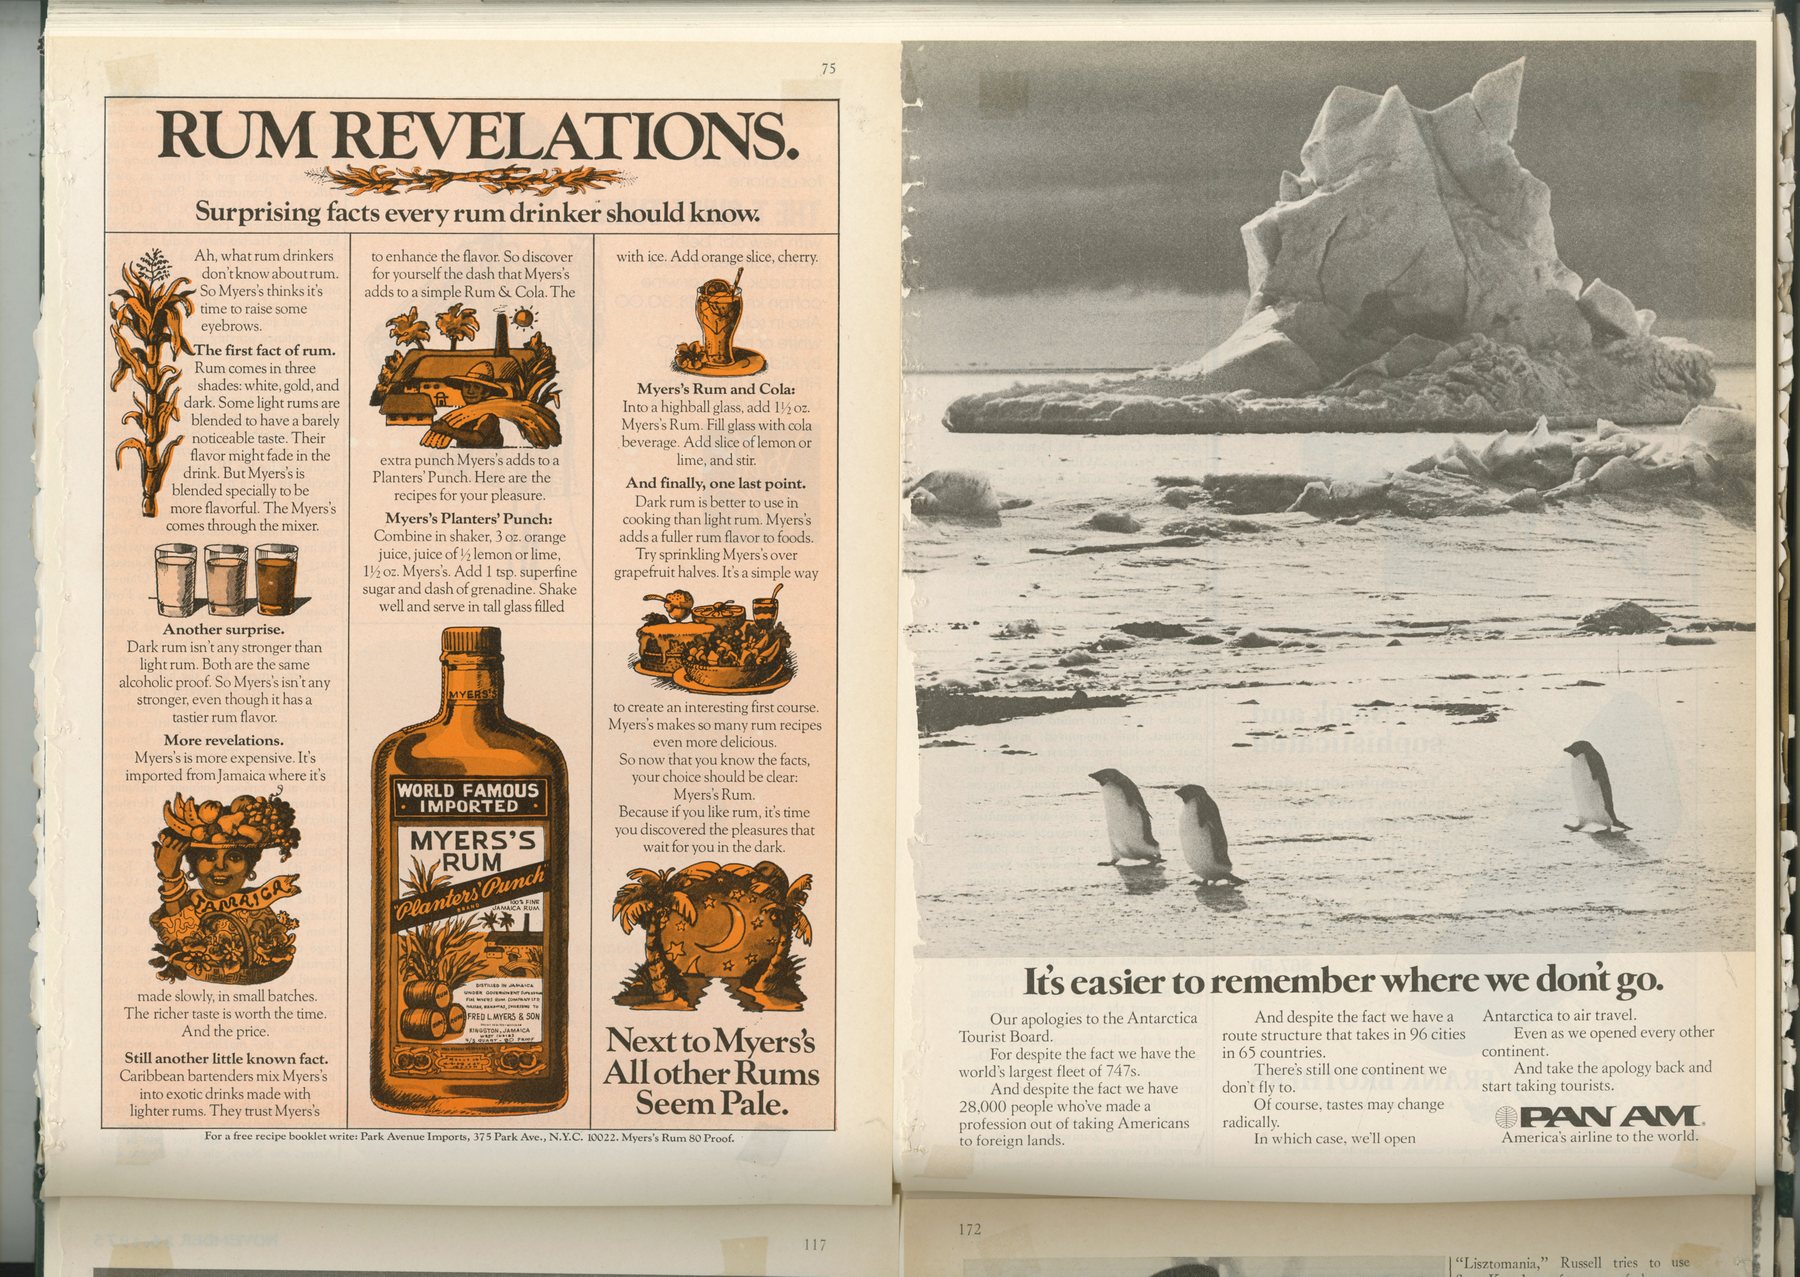 75
RUM REVELATIONS.
Surprising facts every rum drinker should know.
Ah, what rum drinkers
don't know about rum.
So Myers's thinks it's
time to raise some
eyebrows.
The first fact of rum.
Rum comes in three
shades: white, gold, and
dark. Some light rums are
blended to have a barely
noticeable taste. Their
flavor might fade in the
drink. But Myers's is
blended specially to be
more flavorful. The Myers's
comes through the mixer.
Another surprise.
Dark rum isn't any stronger than
light rum. Both are the same
alcoholic proof. So Myers's isn't any
stronger, even though it has a
tastier rum flavor.
More revelations.
Myers's is more expensive. It's
imported from Jamaica where it's
JAMAICA
made slowly, in small batches.
The richer taste is worth the time.
And the price.
Still another little known fact.
Caribbean bartenders mix Myers's
into exotic drinks made with
lighter rums. They trust Myers's
to enhance the flavor. So discover
for yourself the dash that Myers's
adds to a simple Rum & Cola. The
extra punch Myers's adds to a
Planters' Punch. Here are the
recipes for your pleasure.
Myers's Planters' Punch:
Combine in shaker, 3 oz. orange
juice, juice of ½ lemon or lime,
1½ oz. Myers's. Add 1 tsp. superfine
sugar and dash of grenadine. Shake
well and serve in tall glass filled
MYERS'S
WORLD FAMOUS
IMPORTED
MYERS'S
RUM
"Planters' Punch"
BRAND
100% FINE
JAMAICA RUM
RUM
DISTILLED IN JAMAICA
UNDER GOVERNMENT SUPERVISION
FRED L. MYERS & SON
KINGSTON, JAMAICA
4/5 QUART - 80 PROOF
with ice. Add orange slice, cherry.
Myers's Rum and Cola:
Into a highball glass, add 1½ oz.
Myers's Rum. Fill glass with cola
beverage. Add slice of lemon or
lime, and stir.
And finally, one last point.
Dark rum is better to use in
cooking than light rum. Myers's
adds a fuller rum flavor to foods.
Try sprinkling Myers's over
grapefruit halves. It's a simple way
to create an interesting first course.
Myers's makes so many rum recipes
even more delicious.
So now that you know the facts,
your choice should be clear:
Myers's Rum.
Because if you like rum, it's time
you discovered the pleasures that
wait for you in the dark.
Next to Myers's
All other Rums
Seem Pale.
For a free recipe booklet write: Park Avenue Imports, 375 Park Ave., N.Y.C. 10022. Myers's Rum 80 Proof.
It's easier to remember where we don't go.
Our apologies to the Antarctica
Tourist Board.
For despite the fact we have the
world's largest fleet of 747s.
And despite the fact we have
28,000 people who've made a
profession out of taking Americans
to foreign lands.
And despite the fact we have a
route structure that takes in 96 cities
in 65 countries.
There's still one continent we
don't fly to.
Of course, tastes may change
radically.
In which case, we'll open
Antarctica to air travel.
Even as we opened every other
continent.
And take the apology back and
start taking tourists.
PAN AM.
America's airline to the world.
117
172
"Lisztomania," Russell tries to use